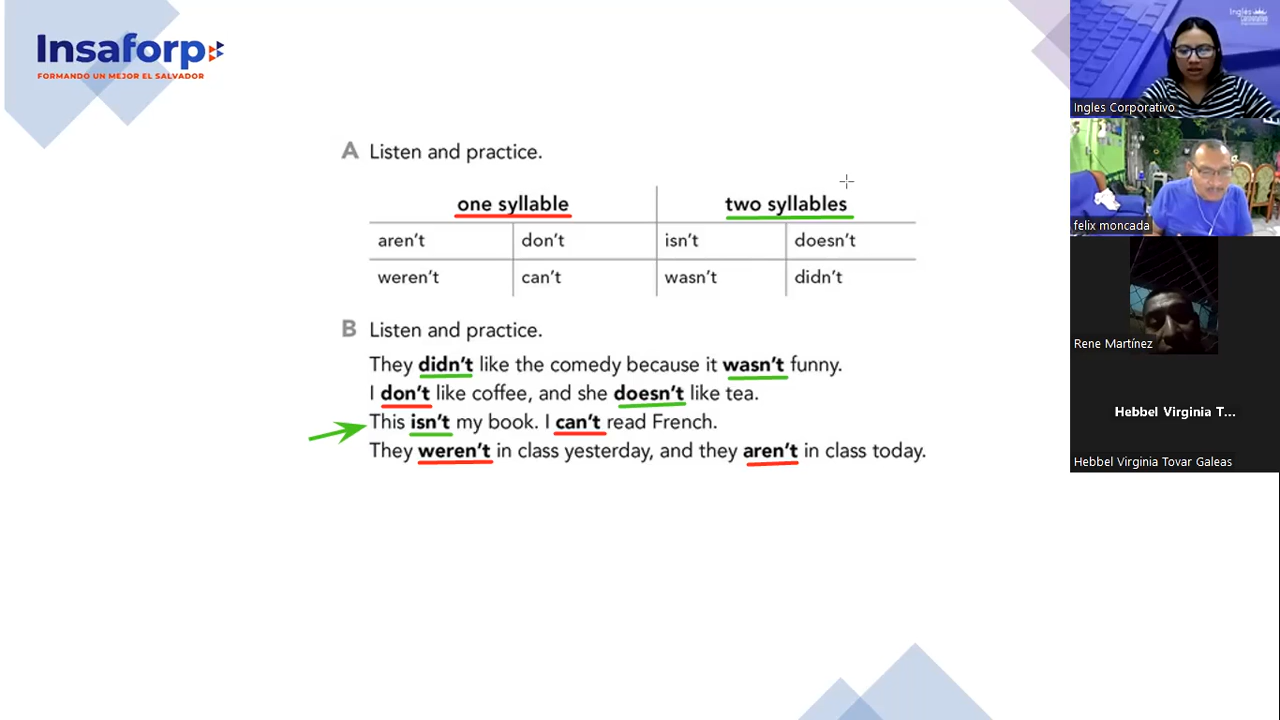 Insaforp
FORMANDO UN MEJOR EL SALVADOR
A Listen and practice.
one syllable two syllables
aren't don't isn't doesn't
weren't can't wasn't didn't
B Listen and practice.
They didn't like the comedy because it wasn't funny.
I don't like coffee, and she doesn't like tea.
This isn't my book. I can't read French.
They weren't in class yesterday, and they aren't in class today.
Inglés
Ingles Corporativo
felix moncada
Rene Martínez
Hebbel Virginia T...
Hebbel Virginia Tovar Galeas